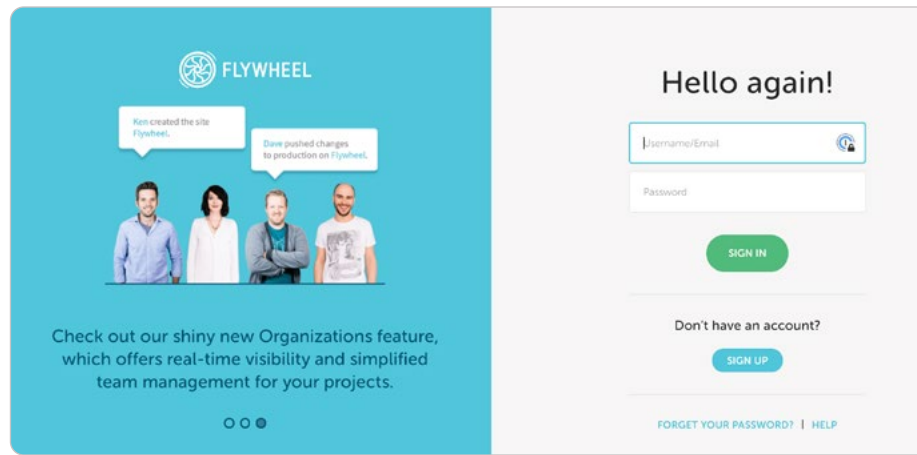 FLYWHEEL
Ken created the site
Flywheel.
Dave pushed changes
to production on Flywheel.
Check out our shiny new Organizations feature,
which offers real-time visibility and simplified
team management for your projects.
Hello again!
Username/Email
Password
SIGN IN
Don't have an account?
SIGN UP
FORGET YOUR PASSWORD? | HELP